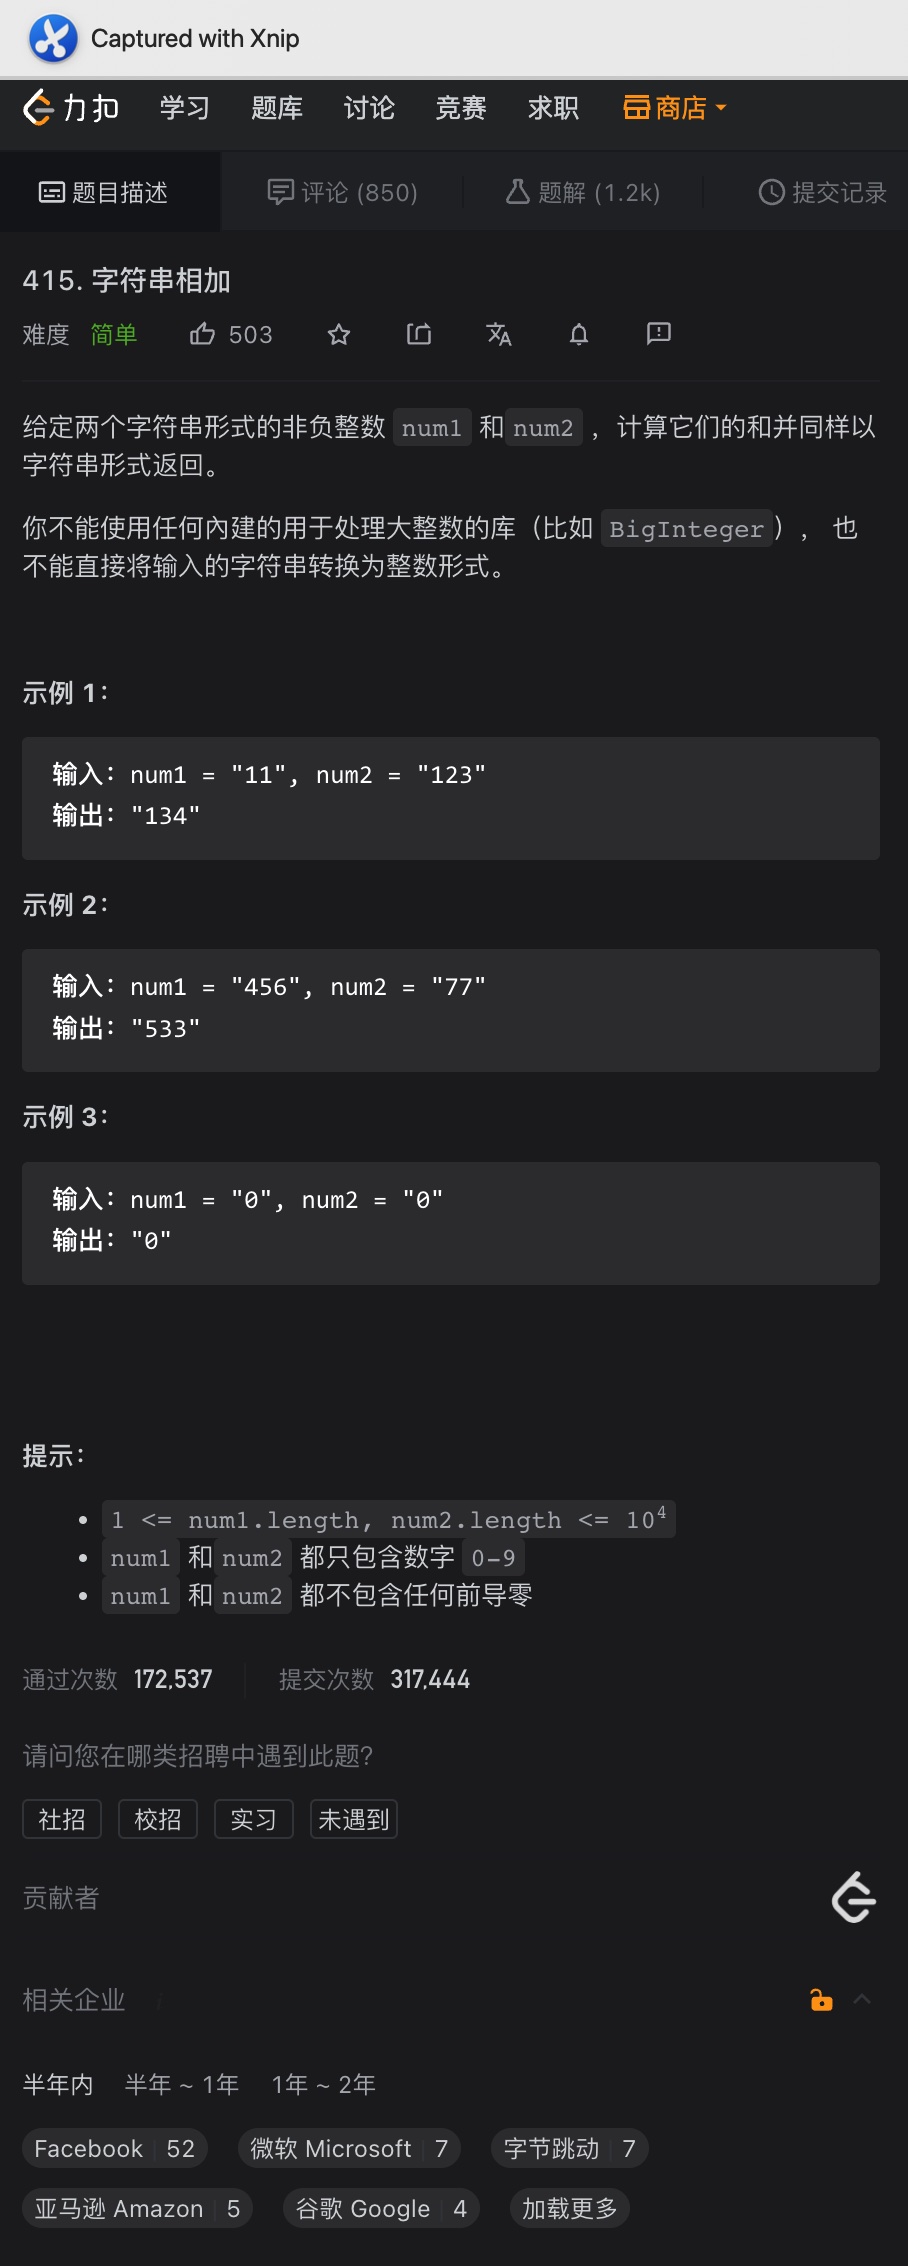 Captured with Xnip
力扣 学习 题库 讨论 竞赛 求职 商店
题目描述 评论 (850) 题解 (1.2k) 提交记录
415. 字符串相加
难度 简单 503
给定两个字符串形式的非负整数 num1 和 num2 ，计算它们的和并同样以
字符串形式返回。
你不能使用任何內建的用于处理大整数的库（比如 BigInteger）， 也
不能直接将输入的字符串转换为整数形式。
示例 1：
输入：num1 = "11", num2 = "123"
输出："134"
示例 2：
输入：num1 = "456", num2 = "77"
输出："533"
示例 3：
输入：num1 = "0", num2 = "0"
输出："0"
提示：
• 1 <= num1.length, num2.length <= 10⁴
• num1 和 num2 都只包含数字 0-9
• num1 和 num2 都不包含任何前导零
通过次数 172,537 提交次数 317,444
请问您在哪类招聘中遇到此题?
社招 校招 实习 未遇到
贡献者
相关企业 i
半年内 半年 ~ 1年 1年 ~ 2年
Facebook 52 微软 Microsoft 7 字节跳动 7
亚马逊 Amazon 5 谷歌 Google 4 加载更多